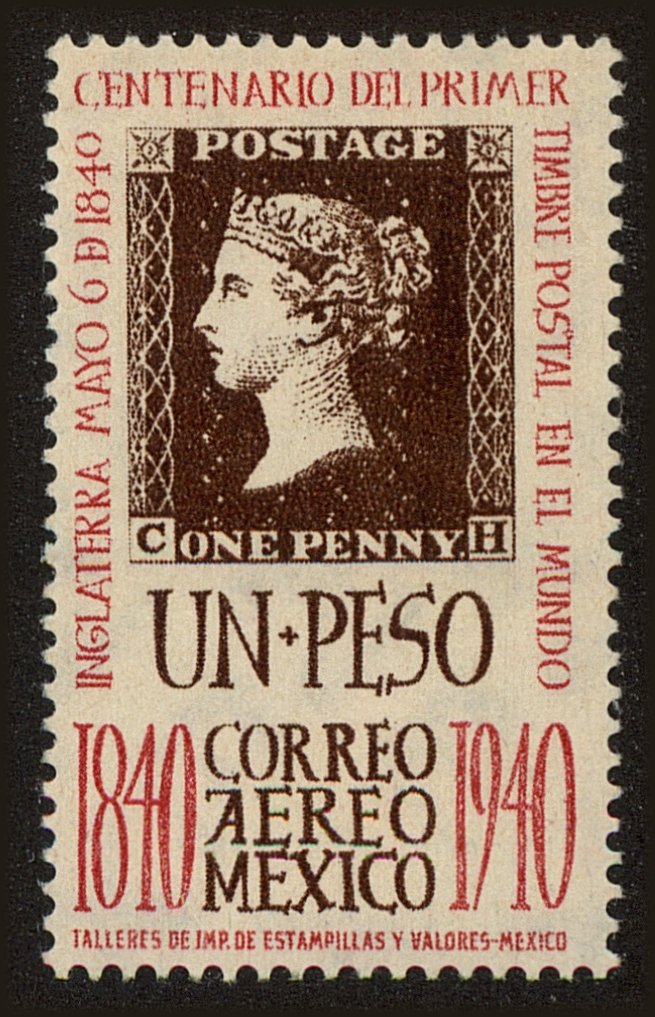 CENTENARIO DEL PRIMER
TIMBRE POSTAL EN EL MUNDO
INGLATERRA MAYO 6 D 1840
POSTAGE
C ONE PENNY. H
UN+PESO
1840 CORREO AEREO MEXICO 1940
TALLERES DE IMP. DE ESTAMPILLAS Y VALORES-MEXICO